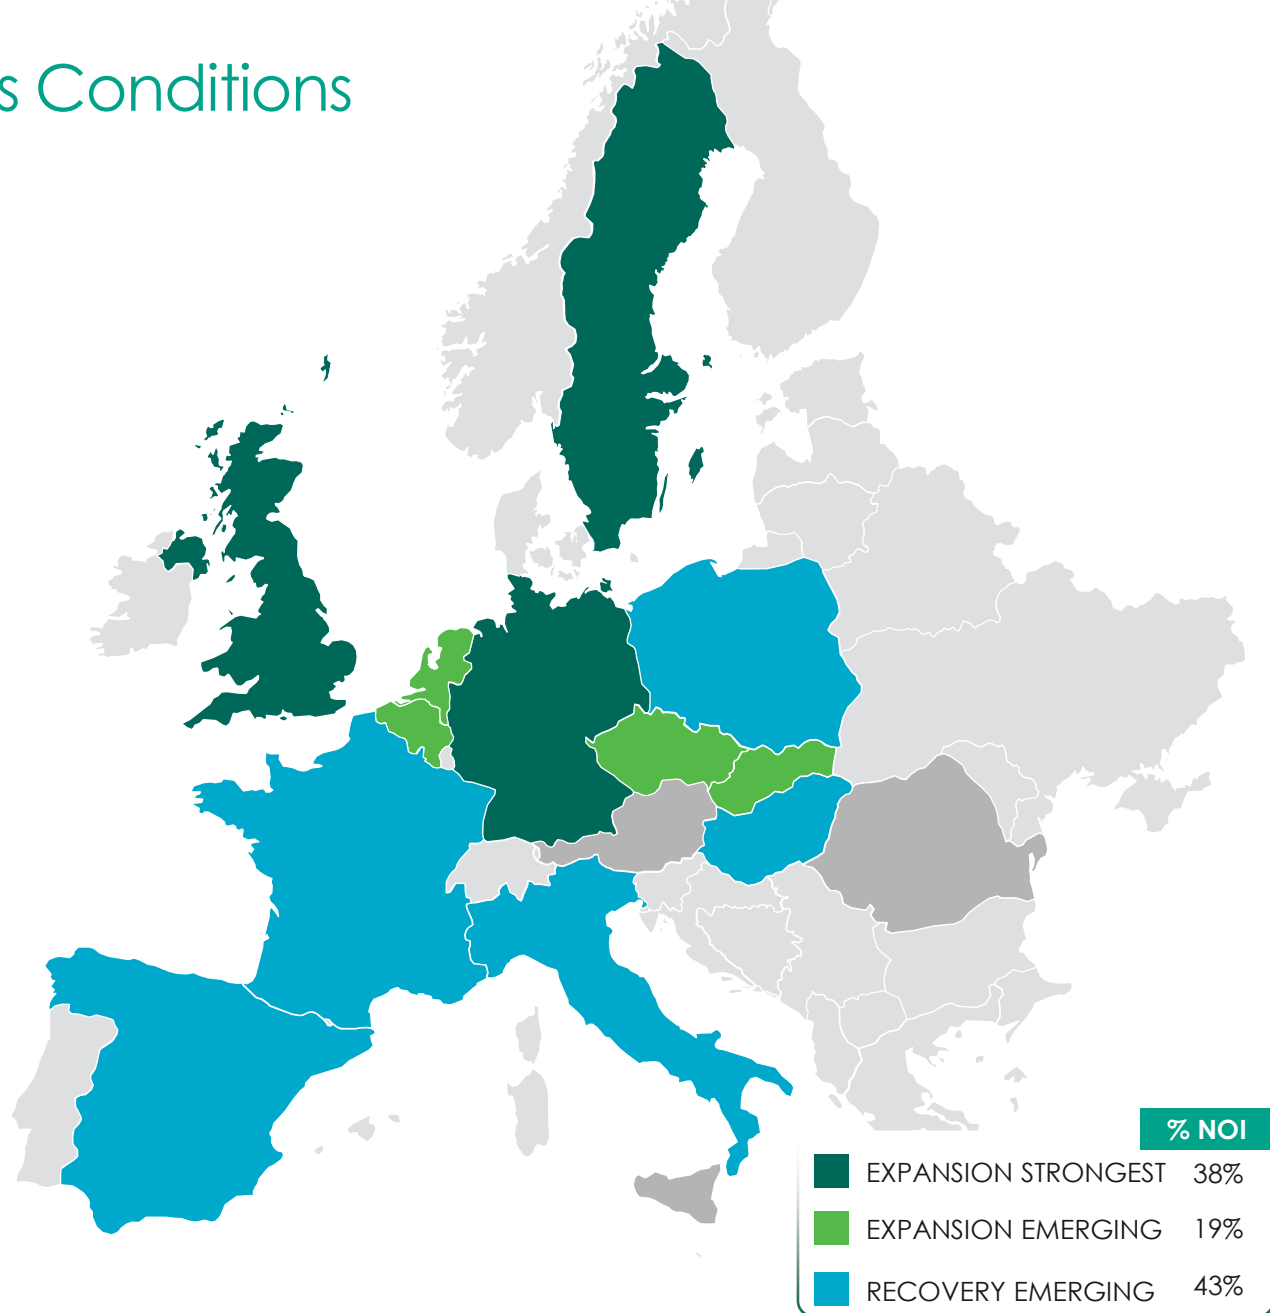 s Conditions
% NOI
EXPANSION STRONGEST 38%
EXPANSION EMERGING 19%
RECOVERY EMERGING 43%